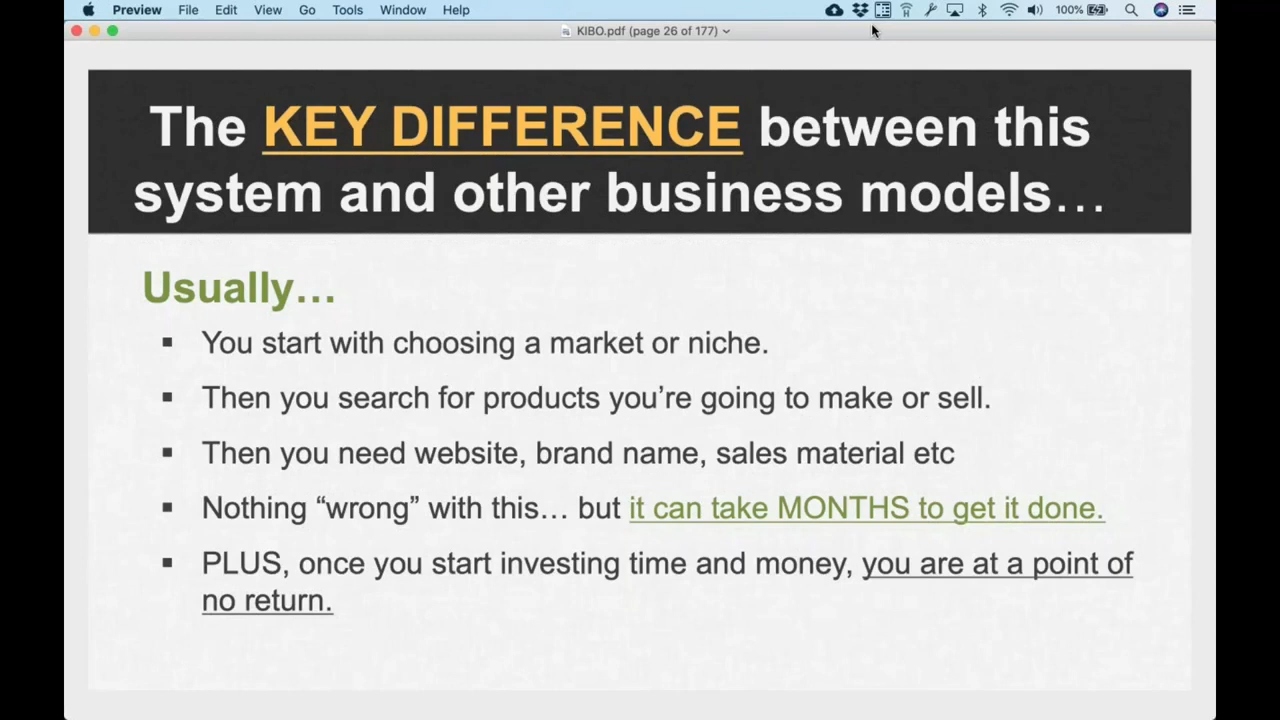 Preview File Edit View Go Tools Window Help 100%
KIBO.pdf (page 26 of 177)
The KEY DIFFERENCE between this
system and other business models…
Usually…
▪ You start with choosing a market or niche.
▪ Then you search for products you’re going to make or sell.
▪ Then you need website, brand name, sales material etc
▪ Nothing “wrong” with this… but it can take MONTHS to get it done.
▪ PLUS, once you start investing time and money, you are at a point of
no return.